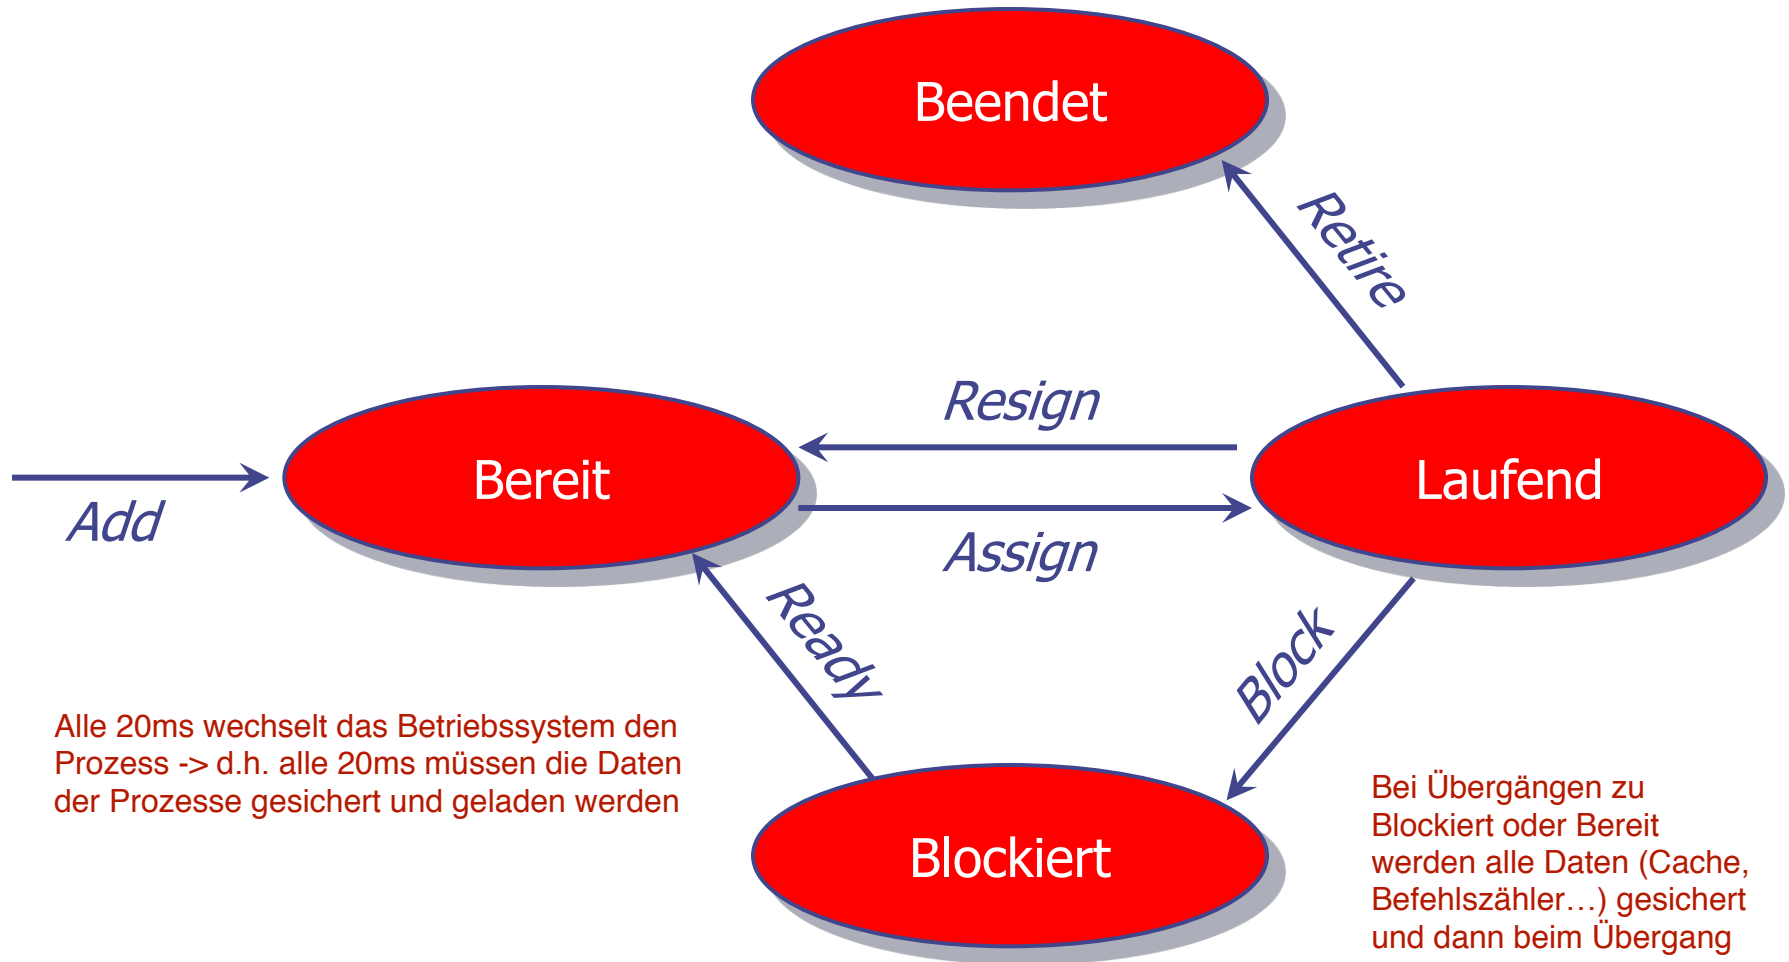 Beendet
Retire
Resign
Bereit
Laufend
Add
Assign
Ready
Block
Alle 20ms wechselt das Betriebssystem den
Prozess -> d.h. alle 20ms müssen die Daten
der Prozesse gesichert und geladen werden
Blockiert
Bei Übergängen zu
Blockiert oder Bereit
werden alle Daten (Cache,
Befehlszähler…) gesichert
und dann beim Übergang